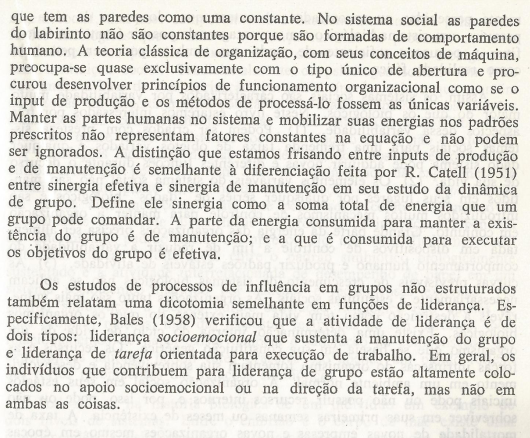 que tem as paredes como uma constante. No sistema social as paredes
do labirinto não são constantes porque são formadas de comportamento
humano. A teoria clássica de organização, com seus conceitos de máquina,
preocupa-se quase exclusivamente com o tipo único de abertura e pro-
curou desenvolver princípios de funcionamento organizacional como se o
input de produção e os métodos de processá-lo fossem as únicas variáveis.
Manter as partes humanas no sistema e mobilizar suas energias nos padrões
prescritos não representam fatores constantes na equação e não podem
ser ignorados. A distinção que estamos frisando entre inputs de produção
e de manutenção é semelhante à diferenciação feita por R. Catell (1951)
entre sinergia efetiva e sinergia de manutenção em seu estudo da dinâmica
de grupo. Define ele sinergia como a soma total de energia que um
grupo pode comandar. A parte da energia consumida para manter a exis-
tência do grupo é de manutenção; e a que é consumida para executar
os objetivos do grupo é efetiva.
Os estudos de processos de influência em grupos não estruturados
também relatam uma dicotomia semelhante em funções de liderança. Es-
pecificamente, Bales (1958) verificou que a atividade de liderança é de
dois tipos: liderança socioemocional que sustenta a manutenção do grupo
e liderança de tarefa orientada para execução de trabalho. Em geral, os
indivíduos que contribuem para liderança de grupo estão altamente colo-
cados no apoio socioemocional ou na direção da tarefa, mas não em
ambas as coisas.